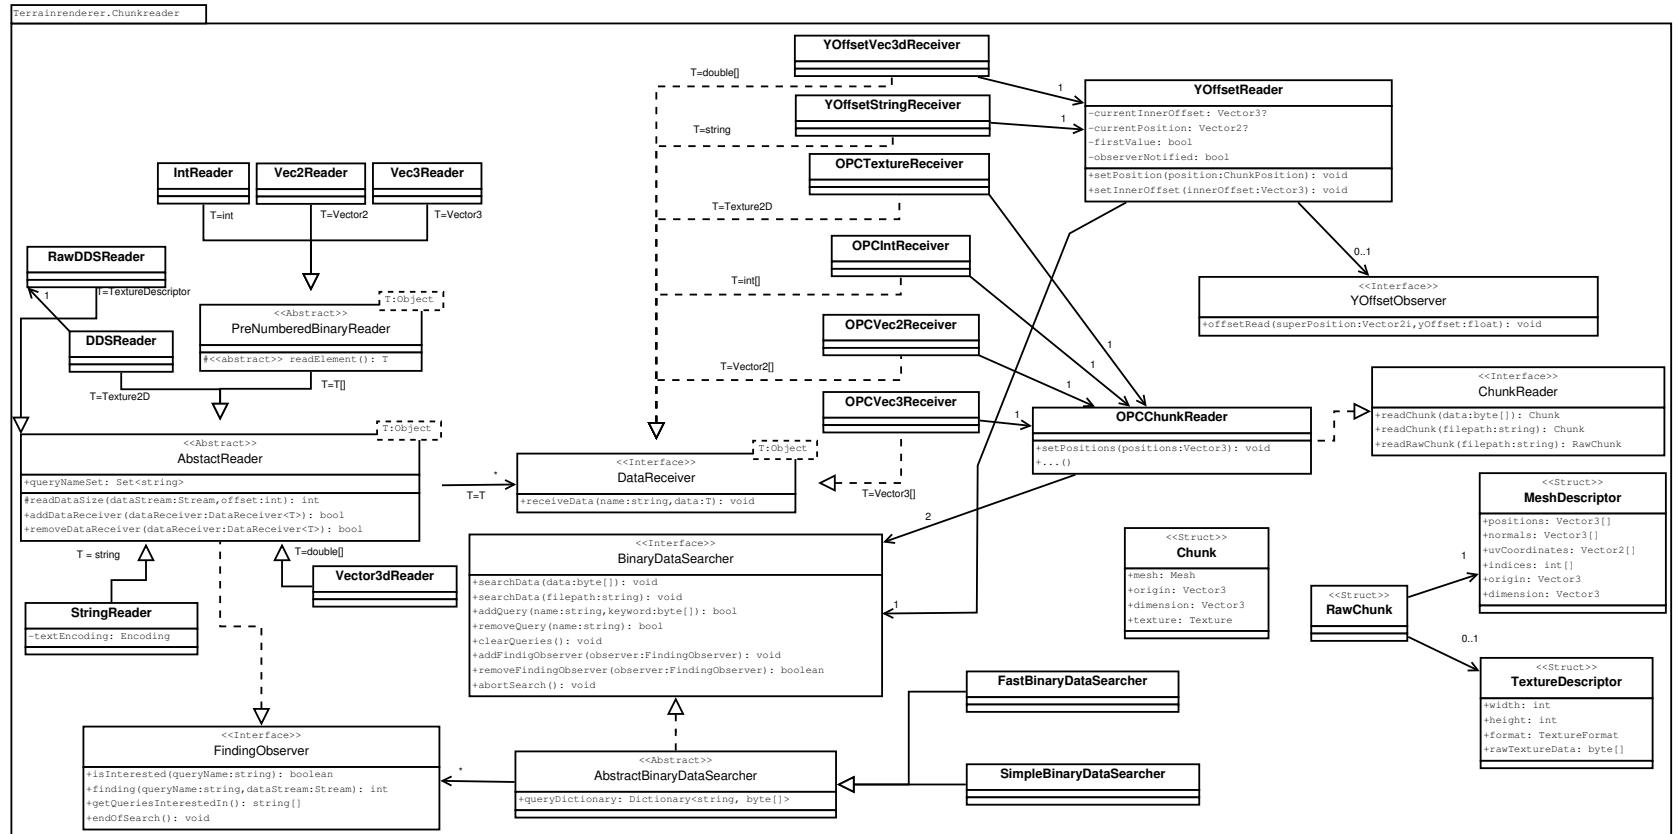 Terrainrenderer.Chunkreader
YOffsetVec3dReceiver
T=double[]
1
YOffsetStringReceiver
T=string
1
YOffsetReader
-currentInnerOffset: Vector3?
-currentPosition: Vector2?
-firstValue: bool
-observerNotified: bool
+setPosition(position:ChunkPosition): void
+setInnerOffset(innerOffset:Vector3): void
OPCTextureReceiver
T=Texture2D
IntReader
Vec2Reader
Vec3Reader
T=int
T=Vector2
T=Vector3
OPCIntReceiver
T=int[]
0..1
<<Interface>>
YOffsetObserver
+offsetRead(superPosition:Vector2i,yOffset:float): void
RawDDSReader
T=TextureDescriptor
1
DDSReader
T=Texture2D
T:Object
<<Abstract>>
PreNumberedBinaryReader
#<<abstract>> readElement(): T
T=T[]
OPCVec2Receiver
T=Vector2[]
1
1
1
OPCVec3Receiver
1
T=Vector3[]
OPCChunkReader
+setPositions(positions:Vector3): void
+...()
<<Interface>>
ChunkReader
+readChunk(data:byte[]): Chunk
+readChunk(filepath:string): Chunk
+readRawChunk(filepath:string): RawChunk
T:Object
<<Abstract>>
AbstactReader
+queryNameSet: Set<string>
#readDataSize(dataStream:Stream,offset:int): int
+addDataReceiver(dataReceiver:DataReceiver<T>): bool
+removeDataReceiver(dataReceiver:DataReceiver<T>): bool
*
T=T
T:Object
<<Interface>>
DataReceiver
+receiveData(name:string,data:T): void
2
1
T = string
T=double[]
StringReader
-textEncoding: Encoding
Vector3dReader
<<Interface>>
BinaryDataSearcher
+searchData(data:byte[]): void
+searchData(filepath:string): void
+addQuery(name:string,keyword:byte[]): bool
+removeQuery(name:string): bool
+clearQueries(): void
+addFindigObserver(observer:FindingObserver): void
+removeFindingObserver(observer:FindingObserver): boolean
+abortSearch(): void
<<Struct>>
Chunk
+mesh: Mesh
+origin: Vector3
+dimension: Vector3
+texture: Texture
<<Struct>>
MeshDescriptor
+positions: Vector3[]
+normals: Vector3[]
+uvCoordinates: Vector2[]
+indices: int[]
+origin: Vector3
+dimension: Vector3
1
<<Struct>>
RawChunk
0..1
<<Struct>>
TextureDescriptor
+width: int
+height: int
+format: TextureFormat
+rawTextureData: byte[]
FastBinaryDataSearcher
SimpleBinaryDataSearcher
<<Interface>>
FindingObserver
+isInterested(queryName:string): boolean
+finding(queryName:string,dataStream:Stream): int
+getQueriesInterestedIn(): string[]
+endOfSearch(): void
*
<<Abstract>>
AbstractBinaryDataSearcher
+queryDictionary: Dictionary<string, byte[]>